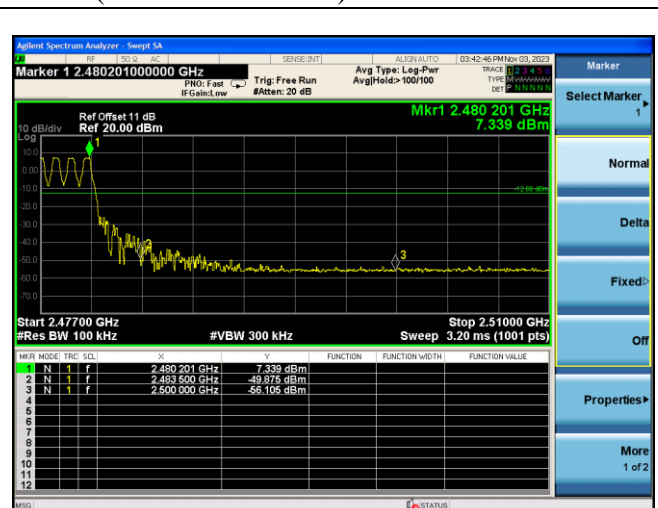 Agilent Spectrum Analyzer - Swept SA
RF 50 Ω AC SENSE:INT ALIGN AUTO 03:42:46 PM Nov 03, 2023
Marker 1 2.480201000000 GHz
PNO: Fast
IFGain:Low
Trig: Free Run
#Atten: 20 dB
Avg Type: Log-Pwr
Avg|Hold:> 100/100
TRACE 1 2 3 4 5 6
TYPE M
DET P N N N N N
Mkr1 2.480 201 GHz
7.339 dBm
Ref Offset 11 dB
10 dB/div Ref 20.00 dBm
Log
10.0
0.00
-10.0
-20.0
-30.0
-40.0
-50.0
-60.0
-70.0
1
3
Start 2.47700 GHz Stop 2.51000 GHz
#Res BW 100 kHz #VBW 300 kHz Sweep 3.20 ms (1001 pts)
MKR MODE TRC SCL X Y FUNCTION FUNCTION WIDTH FUNCTION VALUE
1 N 1 f 2.480 201 GHz 7.339 dBm
2 N 1 f 2.483 500 GHz -49.875 dBm
3 N 1 f 2.500 000 GHz -56.105 dBm
4
5
6
7
8
9
10
11
12
MSG STATUS
Marker
Select Marker
1
Normal
Delta
Fixed
Off
Properties
More
1 of 2